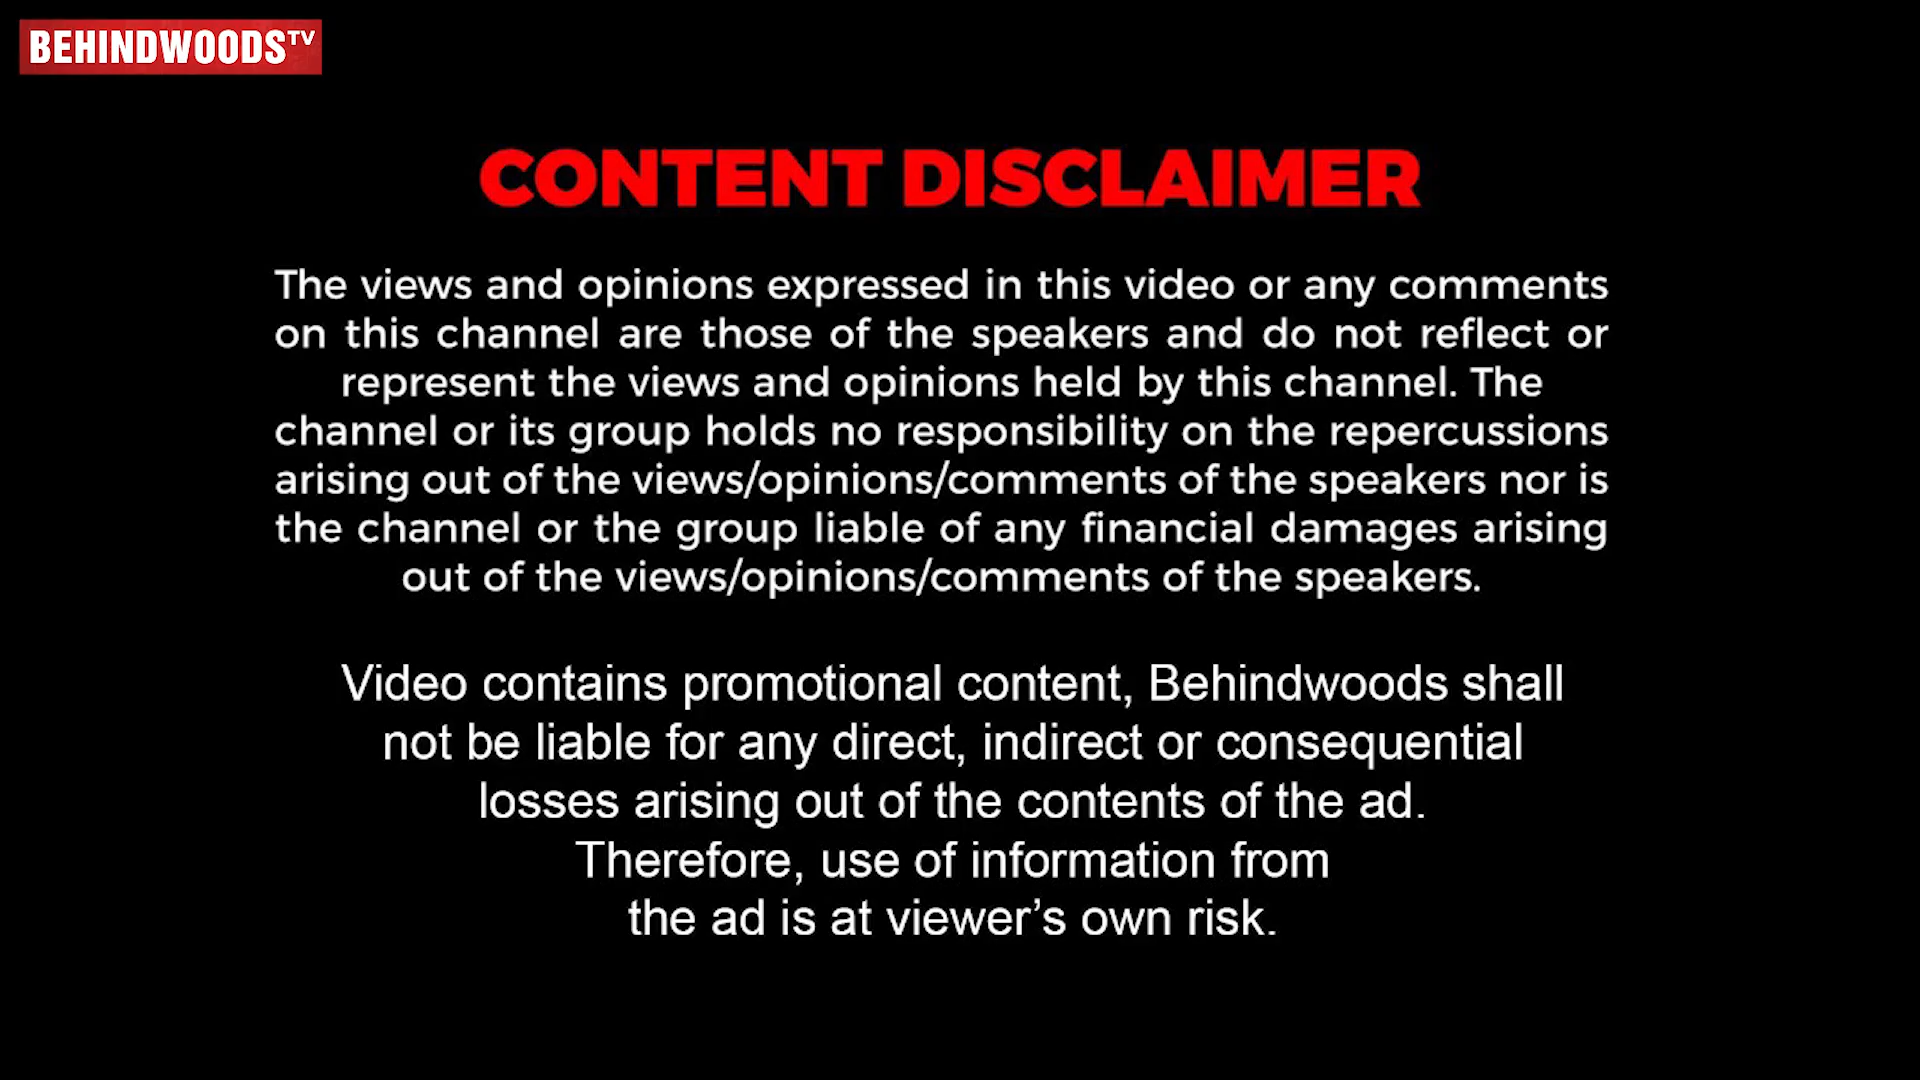 BEHINDWOODS TV
CONTENT DISCLAIMER
The views and opinions expressed in this video or any comments
on this channel are those of the speakers and do not reflect or
represent the views and opinions held by this channel. The
channel or its group holds no responsibility on the repercussions
arising out of the views/opinions/comments of the speakers nor is
the channel or the group liable of any financial damages arising
out of the views/opinions/comments of the speakers.
Video contains promotional content, Behindwoods shall
not be liable for any direct, indirect or consequential
losses arising out of the contents of the ad.
Therefore, use of information from
the ad is at viewer’s own risk.